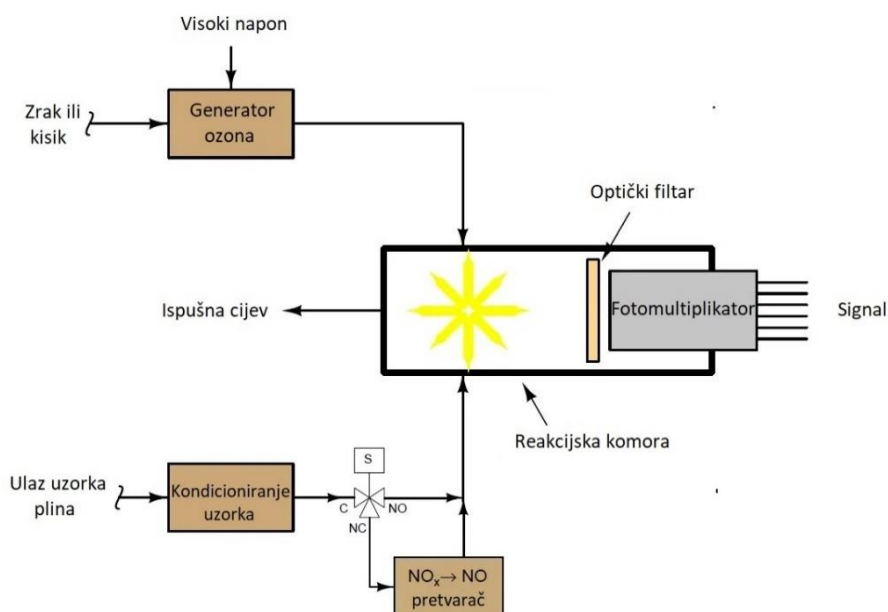 Visoki napon
Zrak ili
kisik
Generator
ozona
Optički filtar
Ispušna cijev
Fotomultiplikator
Signal
Reakcijska komora
Ulaz uzorka
plina
Kondicioniranje
uzorka
S
C
NO
NC
NOₓ→ NO
pretvarač